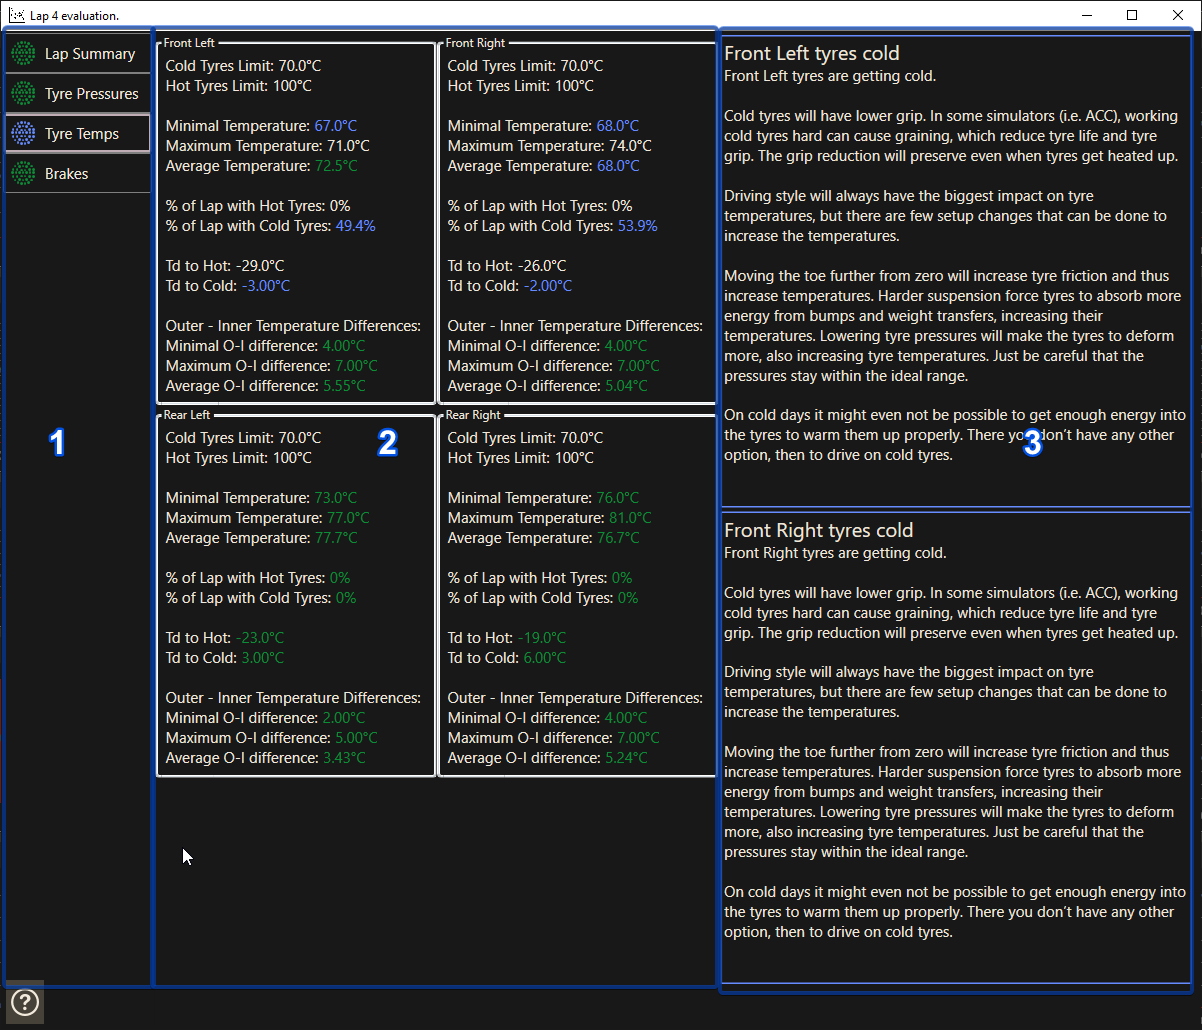 Lap 4 evaluation.
Lap Summary
Tyre Pressures
Tyre Temps
Brakes
1
Front Left
Cold Tyres Limit: 70.0°C
Hot Tyres Limit: 100°C
Minimal Temperature: 67.0°C
Maximum Temperature: 71.0°C
Average Temperature: 72.5°C
% of Lap with Hot Tyres: 0%
% of Lap with Cold Tyres: 49.4%
Td to Hot: -29.0°C
Td to Cold: -3.00°C
Outer - Inner Temperature Differences:
Minimal O-I difference: 4.00°C
Maximum O-I difference: 7.00°C
Average O-I difference: 5.55°C
Front Right
Cold Tyres Limit: 70.0°C
Hot Tyres Limit: 100°C
Minimal Temperature: 68.0°C
Maximum Temperature: 74.0°C
Average Temperature: 68.0°C
% of Lap with Hot Tyres: 0%
% of Lap with Cold Tyres: 53.9%
Td to Hot: -26.0°C
Td to Cold: -2.00°C
Outer - Inner Temperature Differences:
Minimal O-I difference: 4.00°C
Maximum O-I difference: 7.00°C
Average O-I difference: 5.04°C
Rear Left
Cold Tyres Limit: 70.0°C
Hot Tyres Limit: 100°C
Minimal Temperature: 73.0°C
Maximum Temperature: 77.0°C
Average Temperature: 77.7°C
% of Lap with Hot Tyres: 0%
% of Lap with Cold Tyres: 0%
Td to Hot: -23.0°C
Td to Cold: 3.00°C
Outer - Inner Temperature Differences:
Minimal O-I difference: 2.00°C
Maximum O-I difference: 5.00°C
Average O-I difference: 3.43°C
2
Rear Right
Cold Tyres Limit: 70.0°C
Hot Tyres Limit: 100°C
Minimal Temperature: 76.0°C
Maximum Temperature: 81.0°C
Average Temperature: 76.7°C
% of Lap with Hot Tyres: 0%
% of Lap with Cold Tyres: 0%
Td to Hot: -19.0°C
Td to Cold: 6.00°C
Outer - Inner Temperature Differences:
Minimal O-I difference: 4.00°C
Maximum O-I difference: 7.00°C
Average O-I difference: 5.24°C
Front Left tyres cold
Front Left tyres are getting cold.
Cold tyres will have lower grip. In some simulators (i.e. ACC), working
cold tyres hard can cause graining, which reduce tyre life and tyre
grip. The grip reduction will preserve even when tyres get heated up.
Driving style will always have the biggest impact on tyre
temperatures, but there are few setup changes that can be done to
increase the temperatures.
Moving the toe further from zero will increase tyre friction and thus
increase temperatures. Harder suspension force tyres to absorb more
energy from bumps and weight transfers, increasing their
temperatures. Lowering tyre pressures will make the tyres to deform
more, also increasing tyre temperatures. Just be careful that the
pressures stay within the ideal range.
On cold days it might even not be possible to get enough energy into
the tyres to warm them up properly. There you don't have any other
option, then to drive on cold tyres.
3
Front Right tyres cold
Front Right tyres are getting cold.
Cold tyres will have lower grip. In some simulators (i.e. ACC), working
cold tyres hard can cause graining, which reduce tyre life and tyre
grip. The grip reduction will preserve even when tyres get heated up.
Driving style will always have the biggest impact on tyre
temperatures, but there are few setup changes that can be done to
increase the temperatures.
Moving the toe further from zero will increase tyre friction and thus
increase temperatures. Harder suspension force tyres to absorb more
energy from bumps and weight transfers, increasing their
temperatures. Lowering tyre pressures will make the tyres to deform
more, also increasing tyre temperatures. Just be careful that the
pressures stay within the ideal range.
On cold days it might even not be possible to get enough energy into
the tyres to warm them up properly. There you don't have any other
option, then to drive on cold tyres.
?